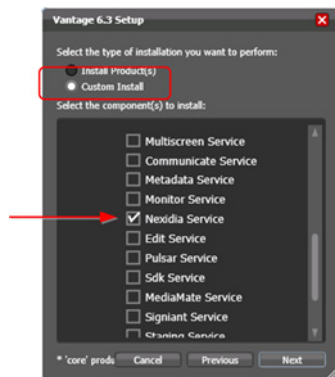 Vantage 6.3 Setup
Select the type of installation you want to perform:
Install Product(s)
Custom Install
Select the component(s) to install:
Multiscreen Service
Communicate Service
Metadata Service
Monitor Service
Nexidia Service
Edit Service
Pulsar Service
Sdk Service
MediaMate Service
Signiant Service
Staging Service
* 'core' produ Cancel Previous Next